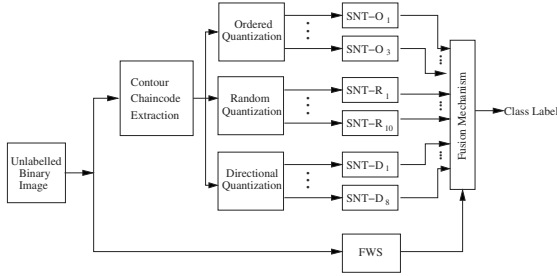 Unlabelled
Binary
Image
Contour
Chaincode
Extraction
Ordered
Quantization
Random
Quantization
Directional
Quantization
SNT-O 1
SNT-O 3
SNT-R 1
SNT-R 10
SNT-D 1
SNT-D 8
FWS
Fusion Mechanism
Class Label